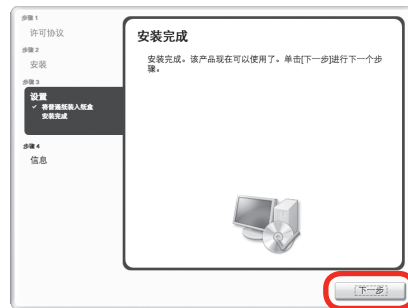 步骤 1
许可协议
步骤 2
安装
步骤 3
设置
✓ 将普通纸装入纸盒
安装完成
步骤 4
信息
安装完成
安装完成。该产品现在可以使用了。单击[下一步]进行下一个步
骤。
[下一步]